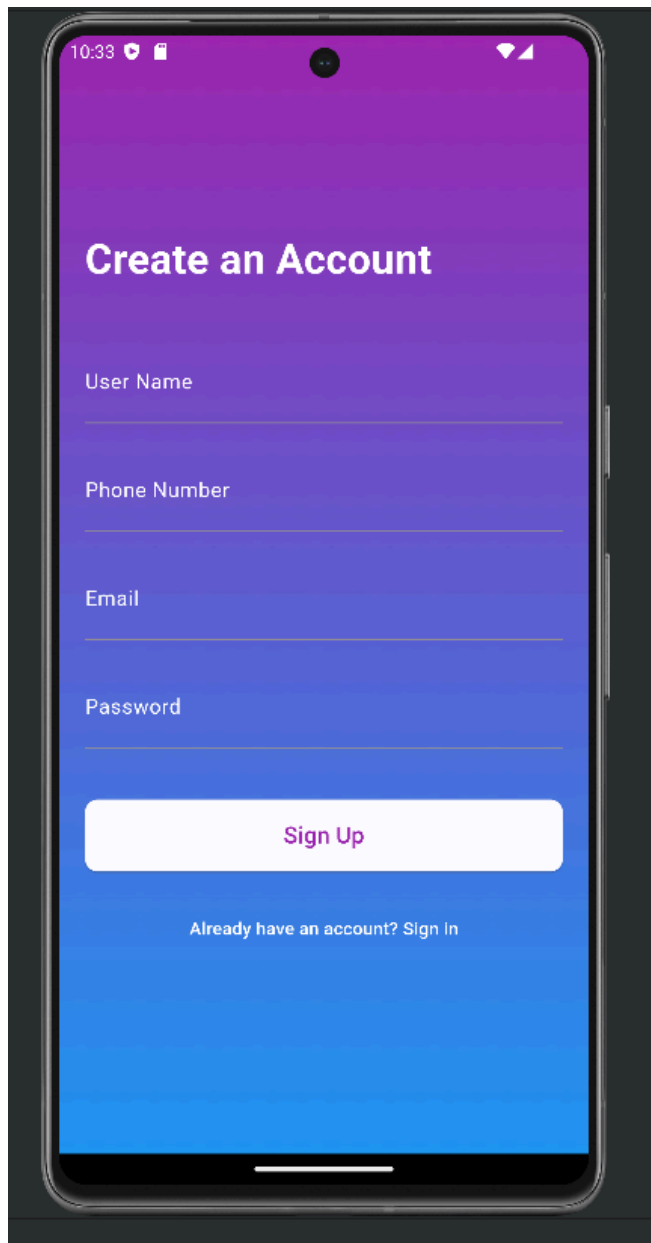 10:33
Create an Account
User Name
Phone Number
Email
Password
Sign Up
Already have an account? Sign in